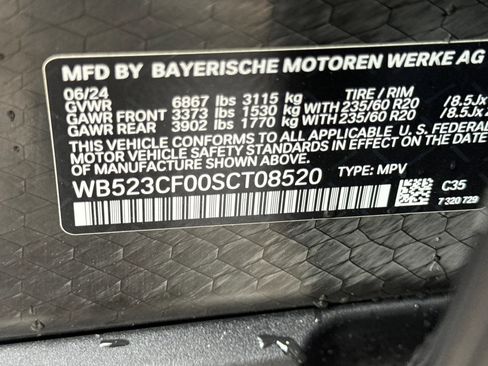 MFD BY BAYERISCHE MOTOREN WERKE AG
06/24 TIRE / RIM
GVWR 6867 lbs 3115 kg
GAWR FRONT 3373 lbs 1530 kg WITH 235/60 R20 /8.5Jx
GAWR REAR 3902 lbs 1770 kg WITH 235/60 R20 /8.5Jx
THIS VEHICLE CONFORMS TO ALL APPLICABLE U. S. FEDERAL
MOTOR VEHICLE SAFETY STANDARDS IN EFFECT ON THE
DATE OF MANUFACTURE SHOWN ABOVE.
WB523CF00SCT08520 TYPE: MPV
C35
7 320 729